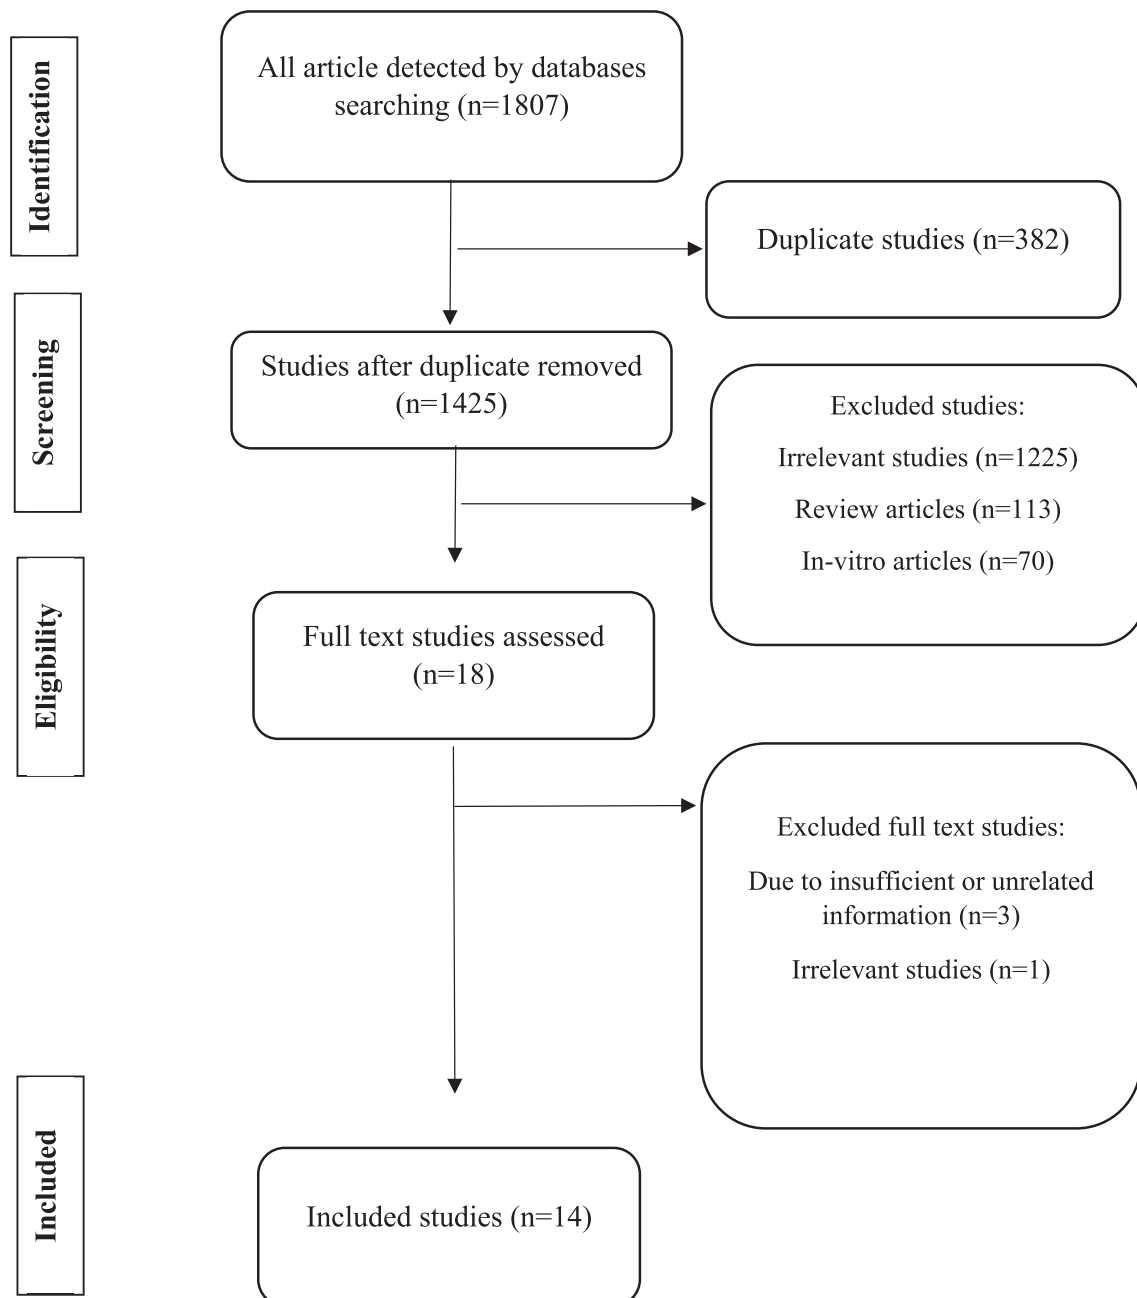 Identification
All article detected by databases
searching (n=1807)
Duplicate studies (n=382)
Screening
Studies after duplicate removed
(n=1425)
Excluded studies:
Irrelevant studies (n=1225)
Review articles (n=113)
In-vitro articles (n=70)
Eligibility
Full text studies assessed
(n=18)
Excluded full text studies:
Due to insufficient or unrelated
information (n=3)
Irrelevant studies (n=1)
Included
Included studies (n=14)